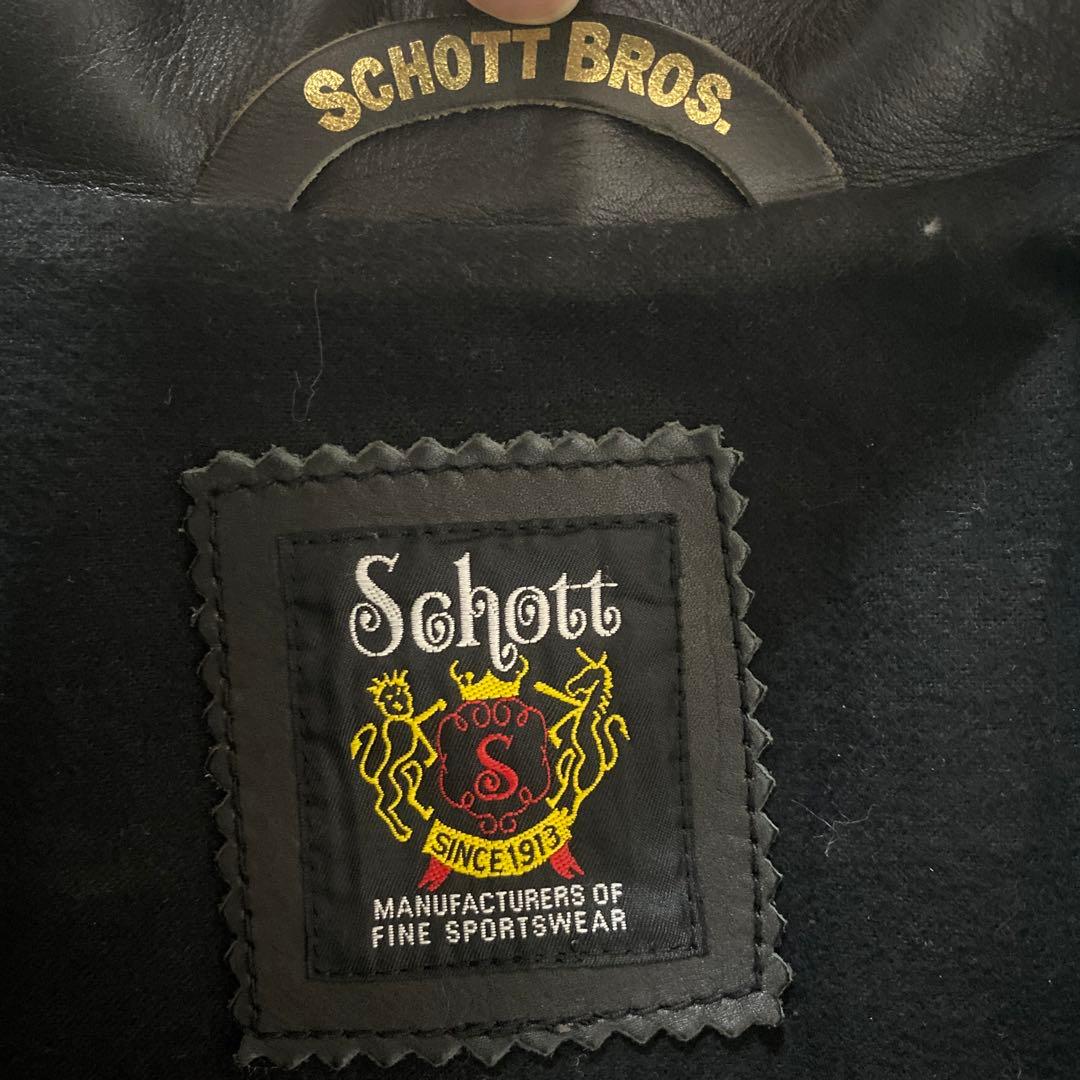 SCHOTT BROS.
Schott
S
SINCE 1913
MANUFACTURERS OF
FINE SPORTSWEAR